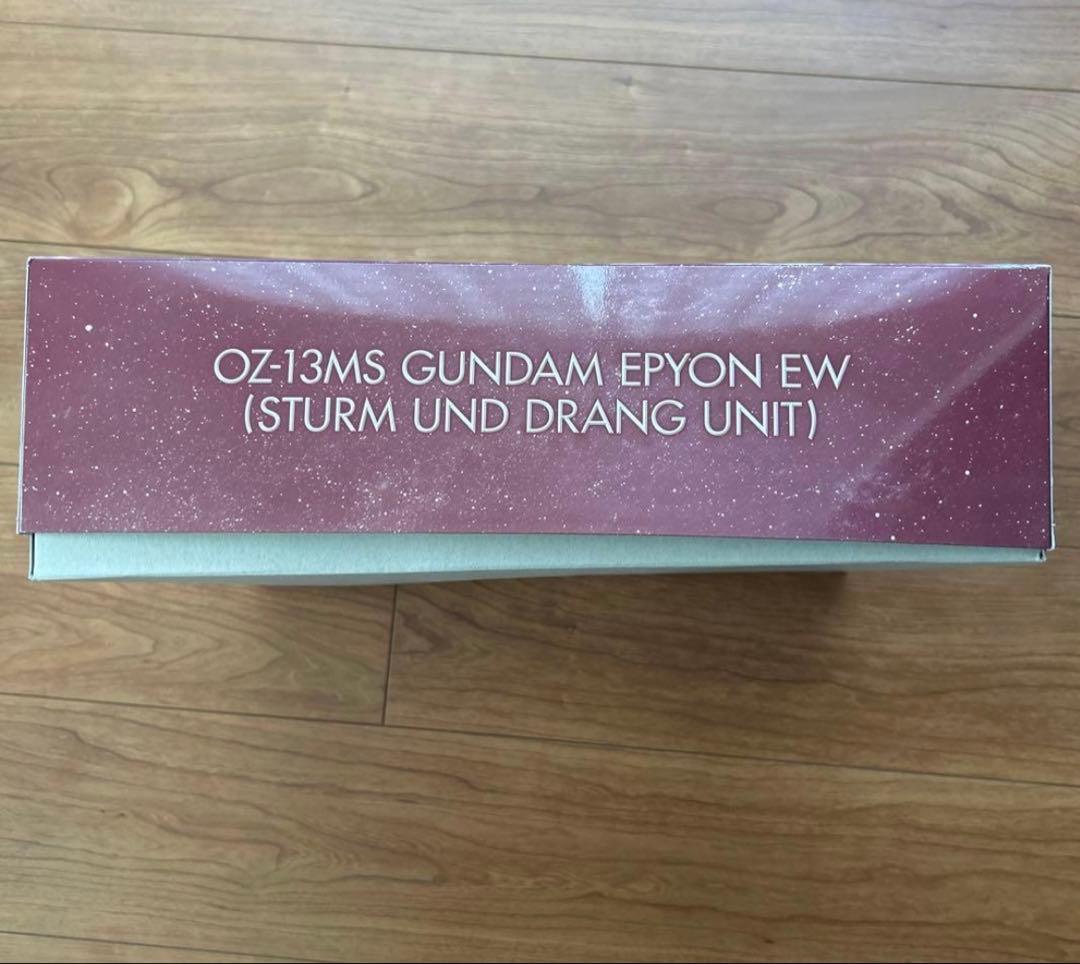 OZ-13MS GUNDAM EPYON EW
(STURM UND DRANG UNIT)